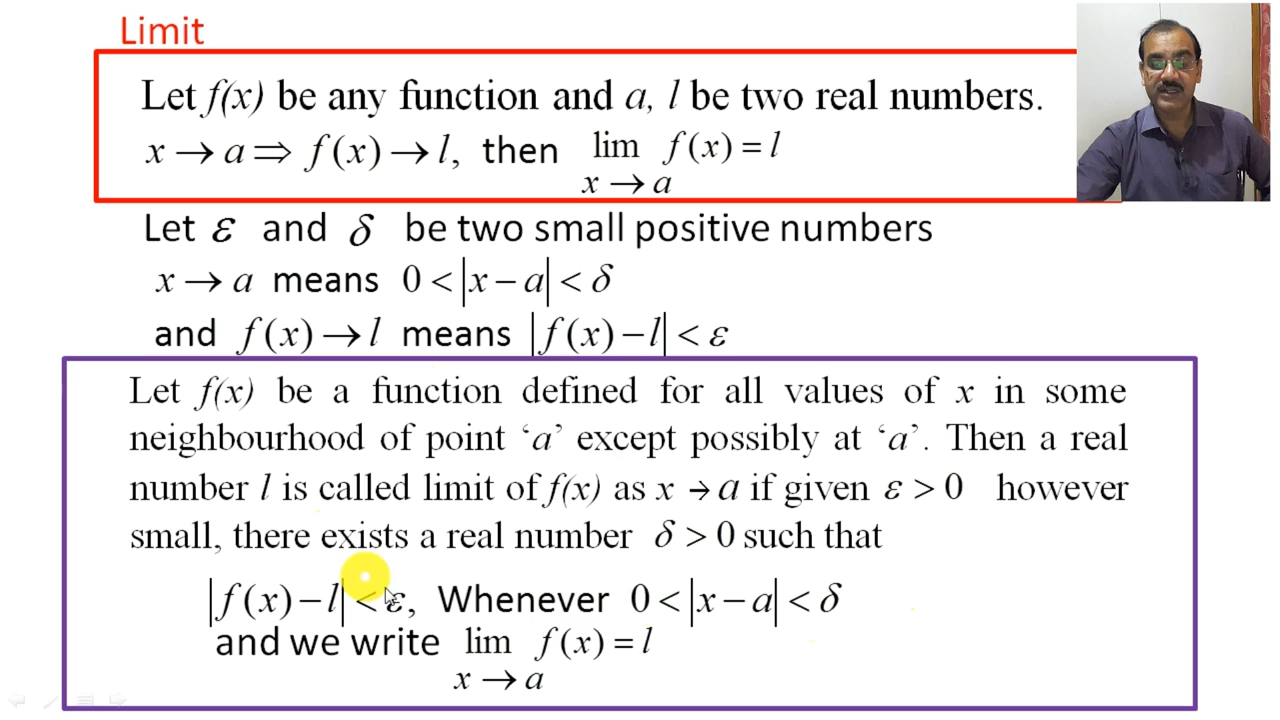 Limit
Let f(x) be any function and a, l be two real numbers.
x → a ⇒ f(x) → l, then lim f(x) = l
x → a
Let ε and δ be two small positive numbers
x → a means 0 < |x − a| < δ
and f(x) → l means |f(x) − l| < ε
Let f(x) be a function defined for all values of x in some
neighbourhood of point ‘a’ except possibly at ‘a’. Then a real
number l is called limit of f(x) as x → a if given ε > 0 however
small, there exists a real number δ > 0 such that
|f(x) − l| < ε, Whenever 0 < |x − a| < δ
and we write lim f(x) = l
x → a